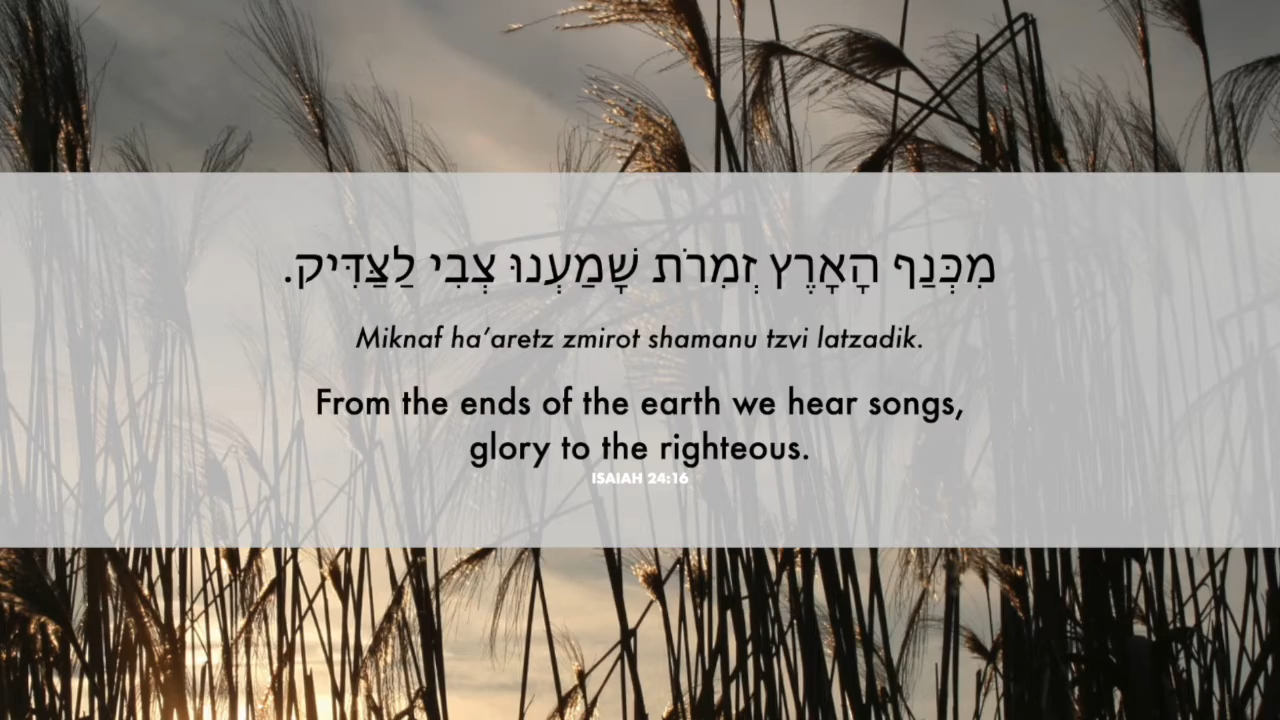 מִכְּנַף הָאָרֶץ זְמִרֹת שָׁמַעְנוּ צְבִי לַצַּדִּיק.
Miknaf ha’aretz zmirot shamanu tzvi latzadik.
From the ends of the earth we hear songs,
glory to the righteous.
ISAIAH 24:16